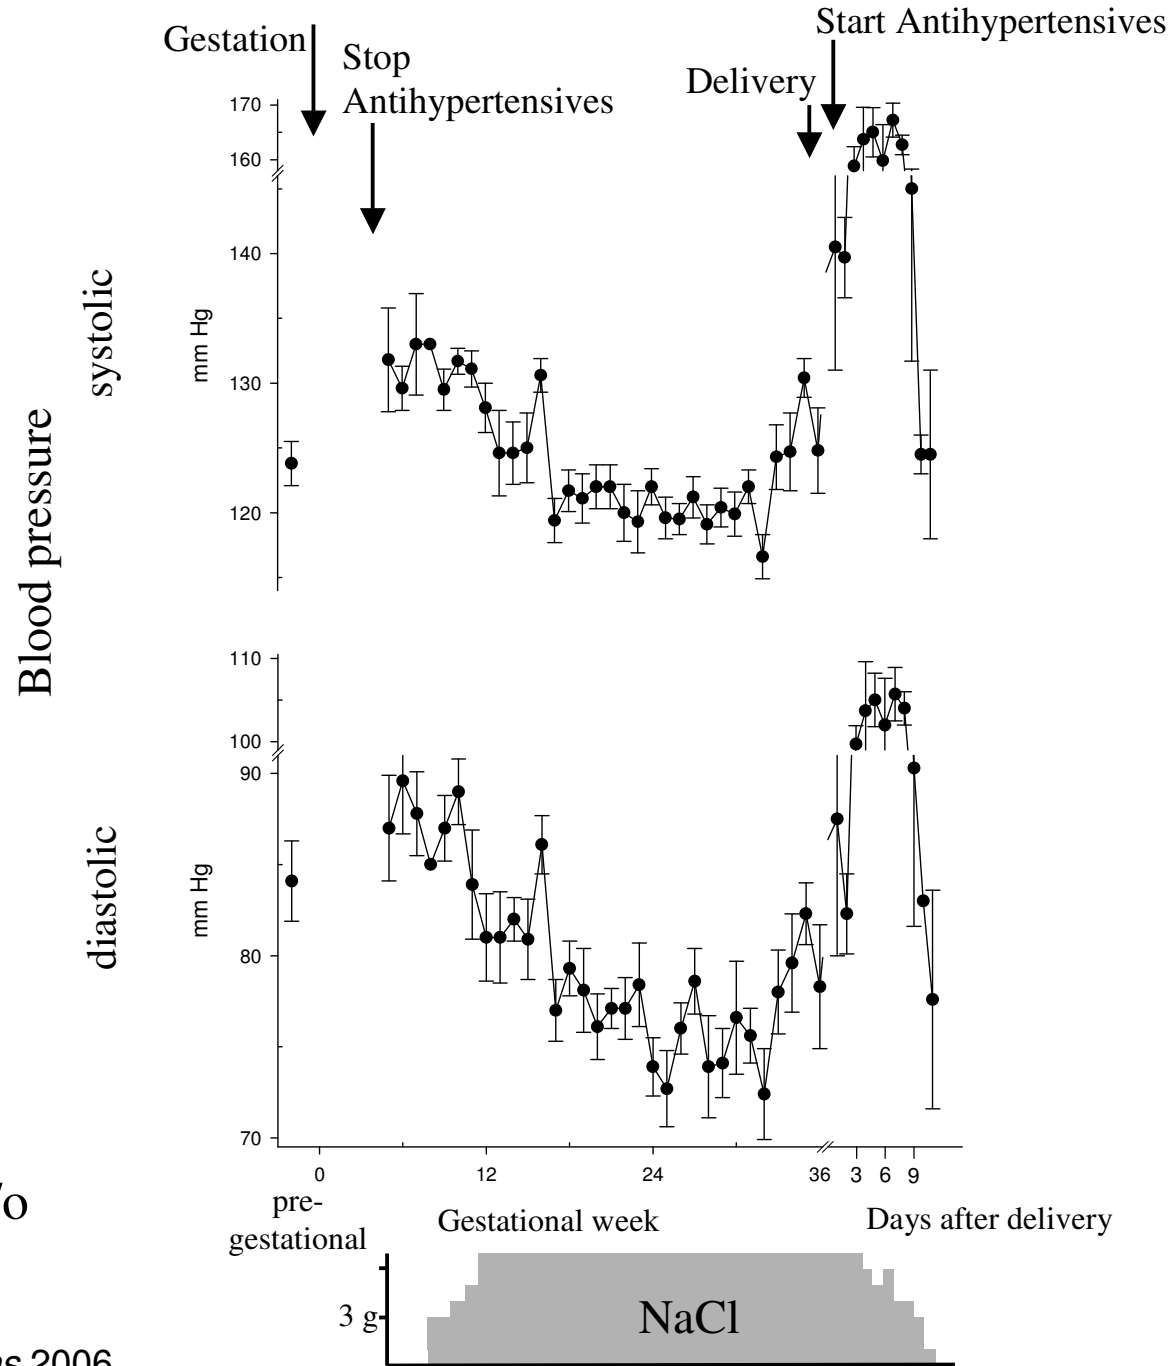 Start Antihypertensives
Gestation
Stop
Antihypertensives
Delivery
170
160
140
130
120
mm Hg
systolic
Blood pressure
110
100
90
80
70
mm Hg
diastolic
0
12
24
36
3
6
9
pre-
gestational
Gestational week
Days after delivery
3 g
NaCl
2006